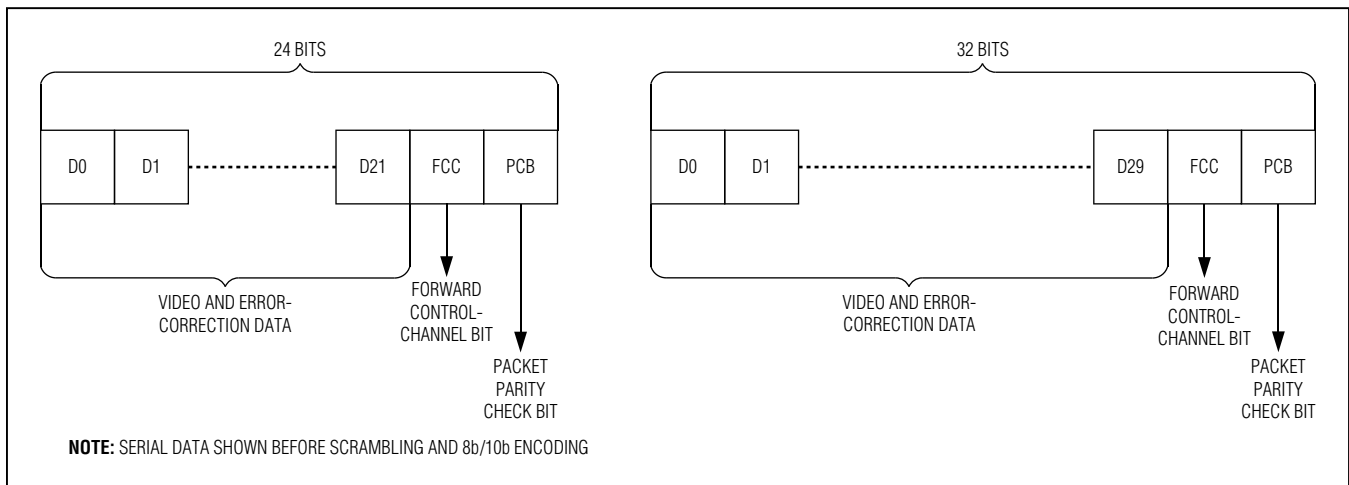 24 BITS
D0 D1 D21 FCC PCB
VIDEO AND ERROR-
CORRECTION DATA
FORWARD
CONTROL-
CHANNEL BIT
PACKET
PARITY
CHECK BIT
32 BITS
D0 D1 D29 FCC PCB
VIDEO AND ERROR-
CORRECTION DATA
FORWARD
CONTROL-
CHANNEL BIT
PACKET
PARITY
CHECK BIT
NOTE: SERIAL DATA SHOWN BEFORE SCRAMBLING AND 8b/10b ENCODING